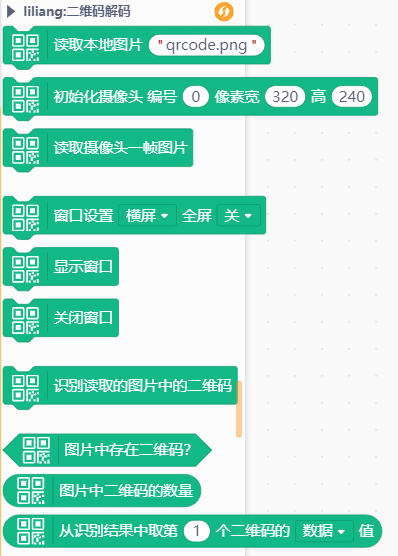 liliang:二维码解码
读取本地图片 "qrcode.png"
初始化摄像头 编号 0 像素宽 320 高 240
读取摄像头一帧图片
窗口设置 横屏 全屏 关
显示窗口
关闭窗口
识别读取的图片中的二维码
图片中存在二维码?
图片中二维码的数量
从识别结果中取第 1 个二维码的 数据 值